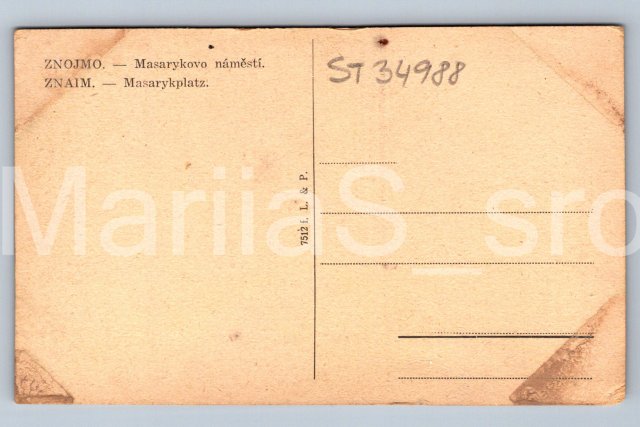 ZNOJMO. — Masarykovo náměstí.
ZNAIM. — Masarykplatz.
ST 34988
7512 f. L. & P.
MariiaS_sro